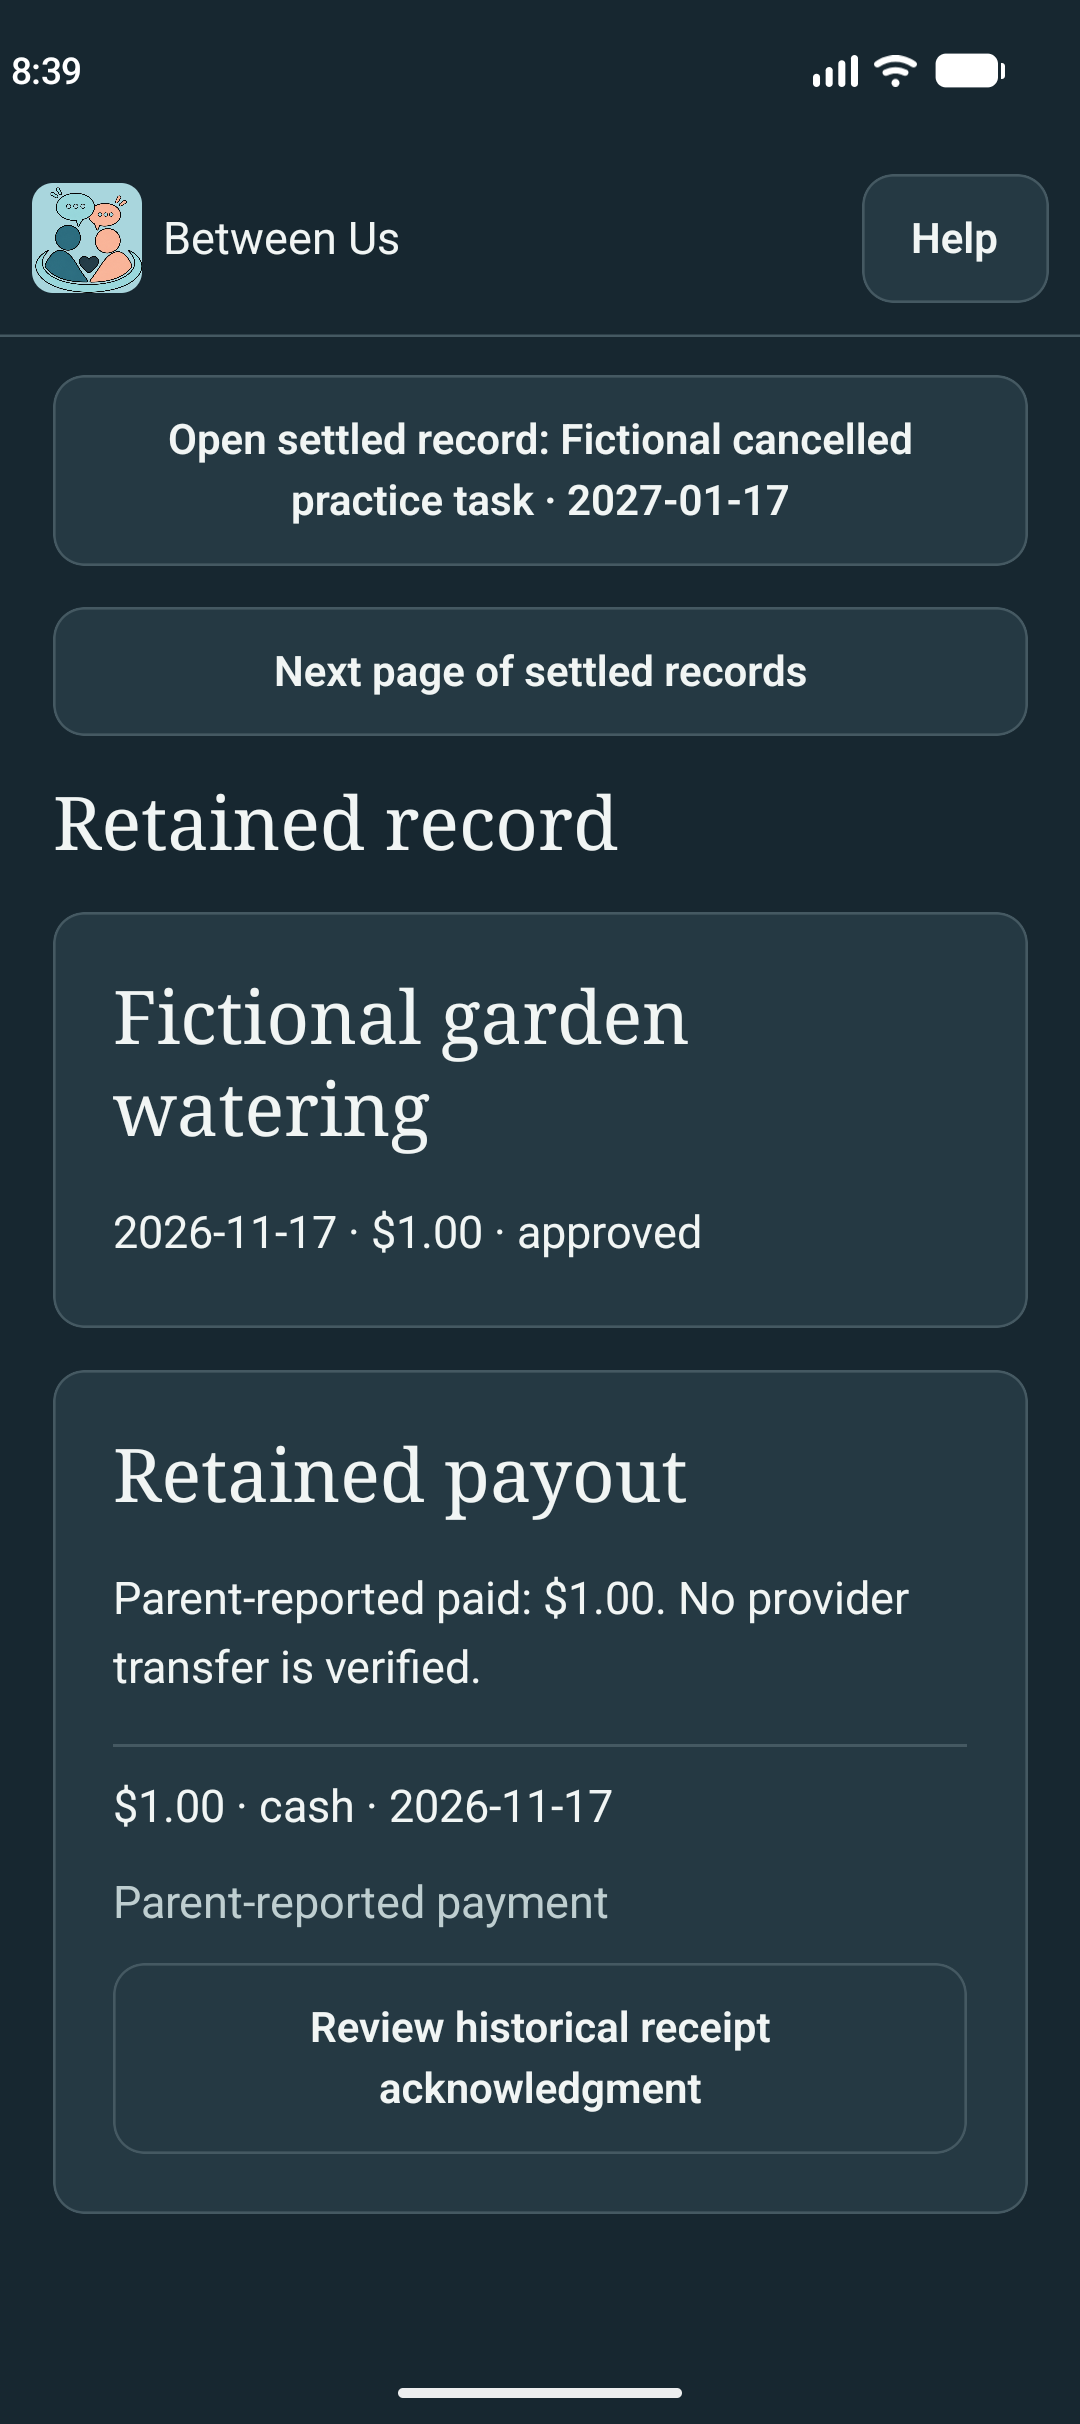 8:39
Between Us
Help
Open settled record: Fictional cancelled
practice task · 2027-01-17
Next page of settled records
Retained record
Fictional garden
watering
2026-11-17 · $1.00 · approved
Retained payout
Parent-reported paid: $1.00. No provider
transfer is verified.
$1.00 · cash · 2026-11-17
Parent-reported payment
Review historical receipt
acknowledgment